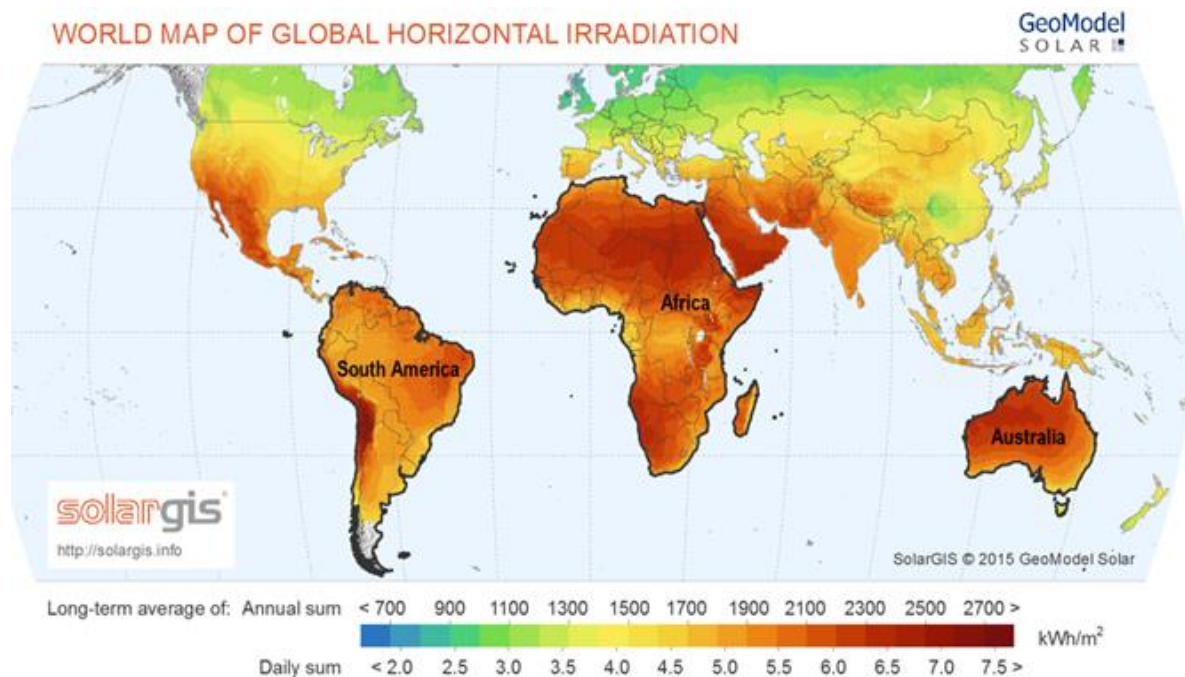 WORLD MAP OF GLOBAL HORIZONTAL IRRADIATION
GeoModel
SOLAR
Africa
South America
Australia
solargis
http://solargis.info
SolarGIS © 2015 GeoModel Solar
Long-term average of: Annual sum < 700 900 1100 1300 1500 1700 1900 2100 2300 2500 2700 >
kWh/m²
Daily sum < 2.0 2.5 3.0 3.5 4.0 4.5 5.0 5.5 6.0 6.5 7.0 7.5 >